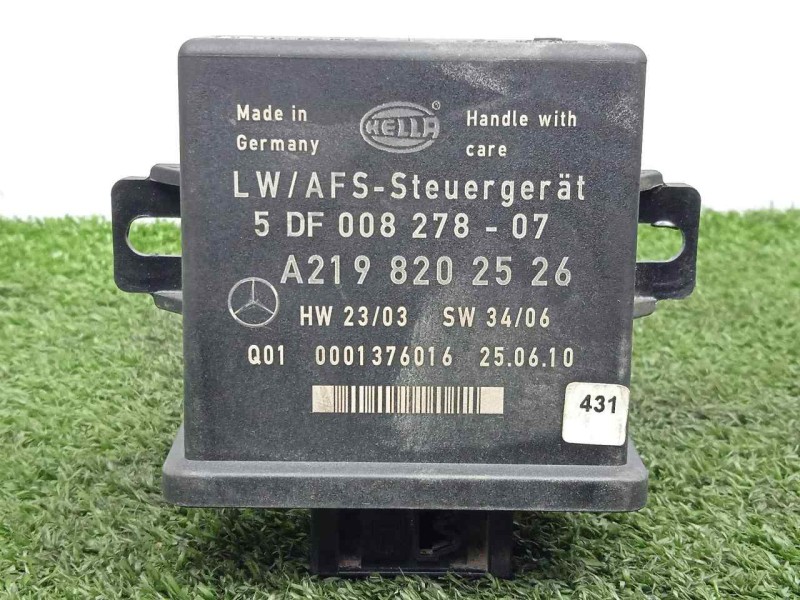 Made in
Germany
HELLA ®
Handle with
care
LW/AFS-Steuergerät
5 DF 008 278 - 07
A219 820 25 26
HW 23/03 SW 34/06
Q01 0001376016 25.06.10
431